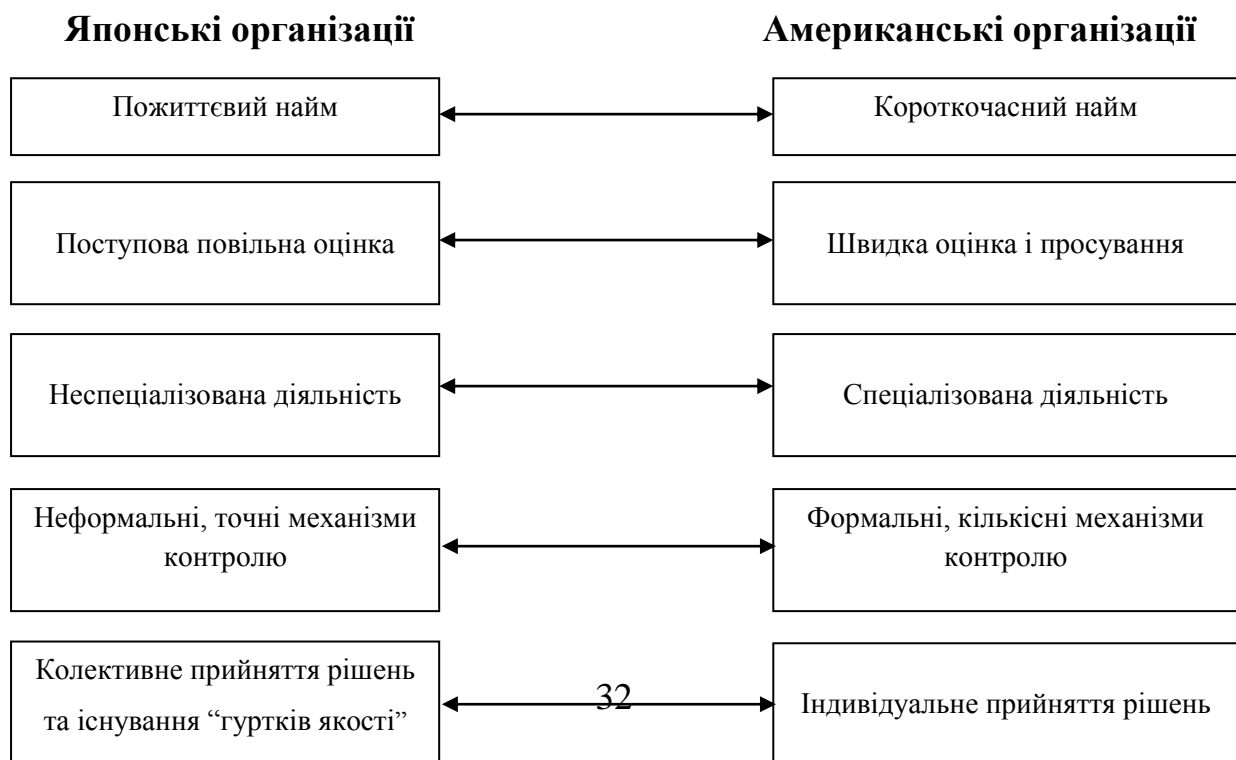 Японські організації
Американські організації
Пожиттєвий найм
Короткочасний найм
Поступова повільна оцінка
Швидка оцінка і просування
Неспеціалізована діяльність
Спеціалізована діяльність
Неформальні, точні механізми
контролю
Формальні, кількісні механізми
контролю
Колективне прийняття рішень
та існування “гуртків якості”
32
Індивідуальне прийняття рішень